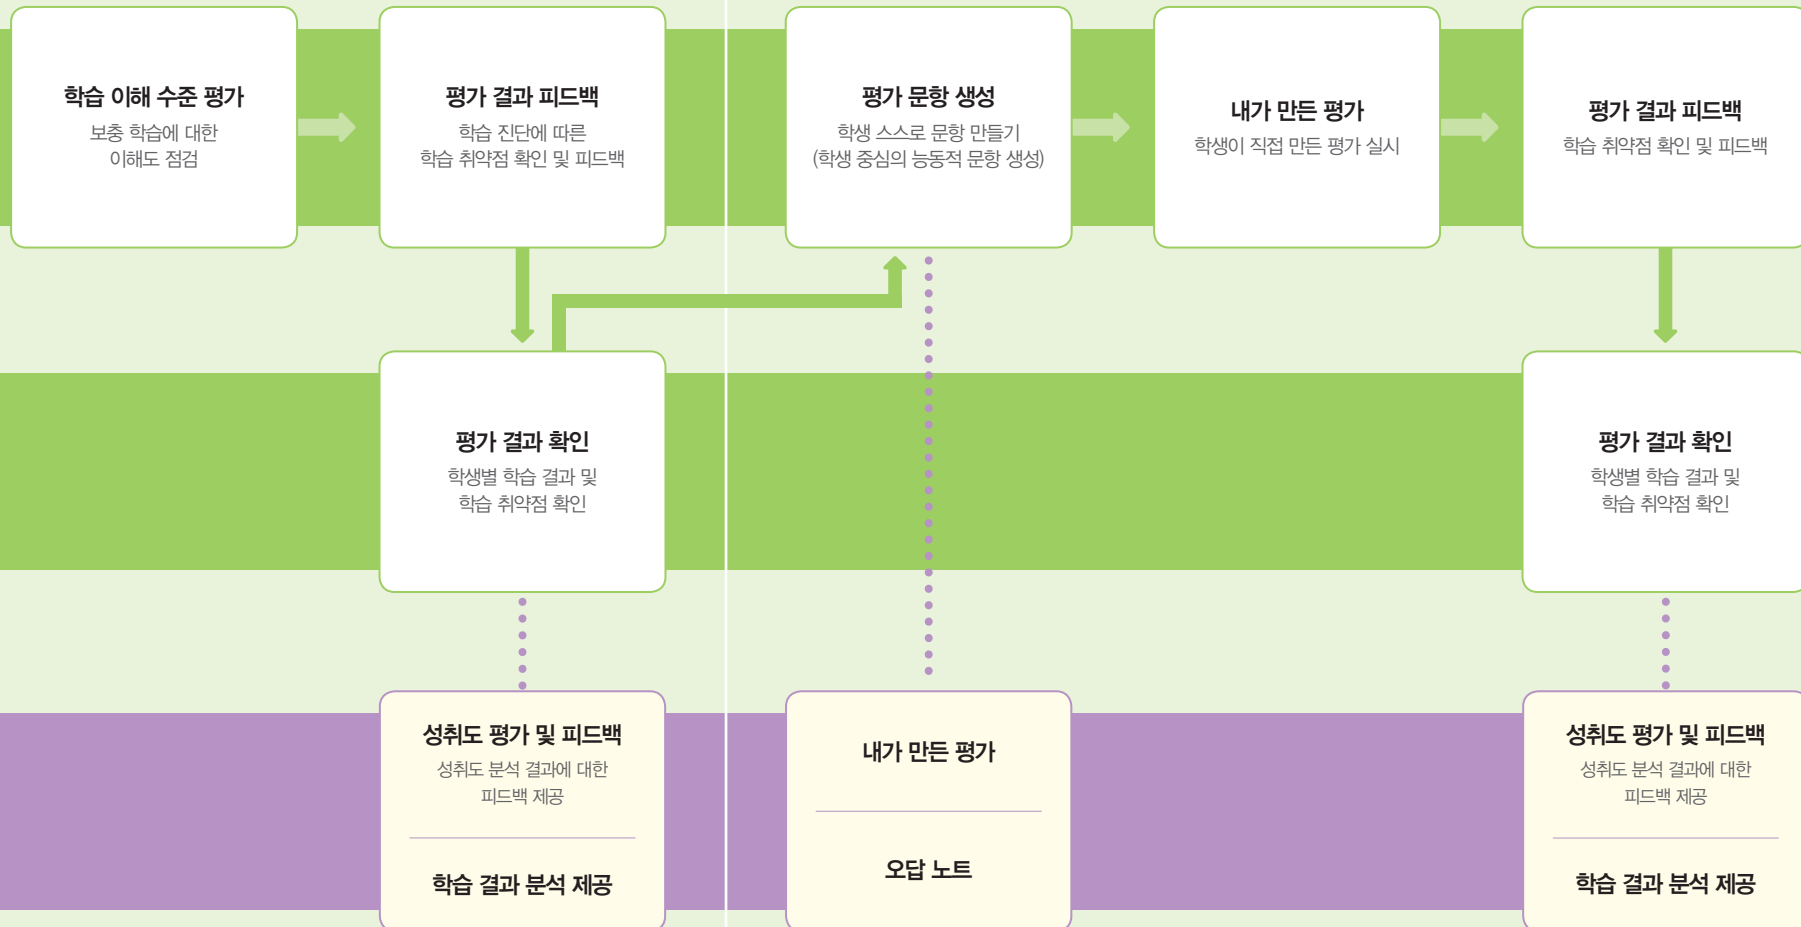 학습 이해 수준 평가
보충 학습에 대한
이해도 점검
평가 결과 피드백
학습 진단에 따른
학습 취약점 확인 및 피드백
평가 문항 생성
학생 스스로 문항 만들기
(학생 중심의 능동적 문항 생성)
내가 만든 평가
학생이 직접 만든 평가 실시
평가 결과 피드백
학습 취약점 확인 및 피드백
평가 결과 확인
학생별 학습 결과 및
학습 취약점 확인
평가 결과 확인
학생별 학습 결과 및
학습 취약점 확인
성취도 평가 및 피드백
성취도 분석 결과에 대한
피드백 제공
학습 결과 분석 제공
내가 만든 평가
오답 노트
성취도 평가 및 피드백
성취도 분석 결과에 대한
피드백 제공
학습 결과 분석 제공